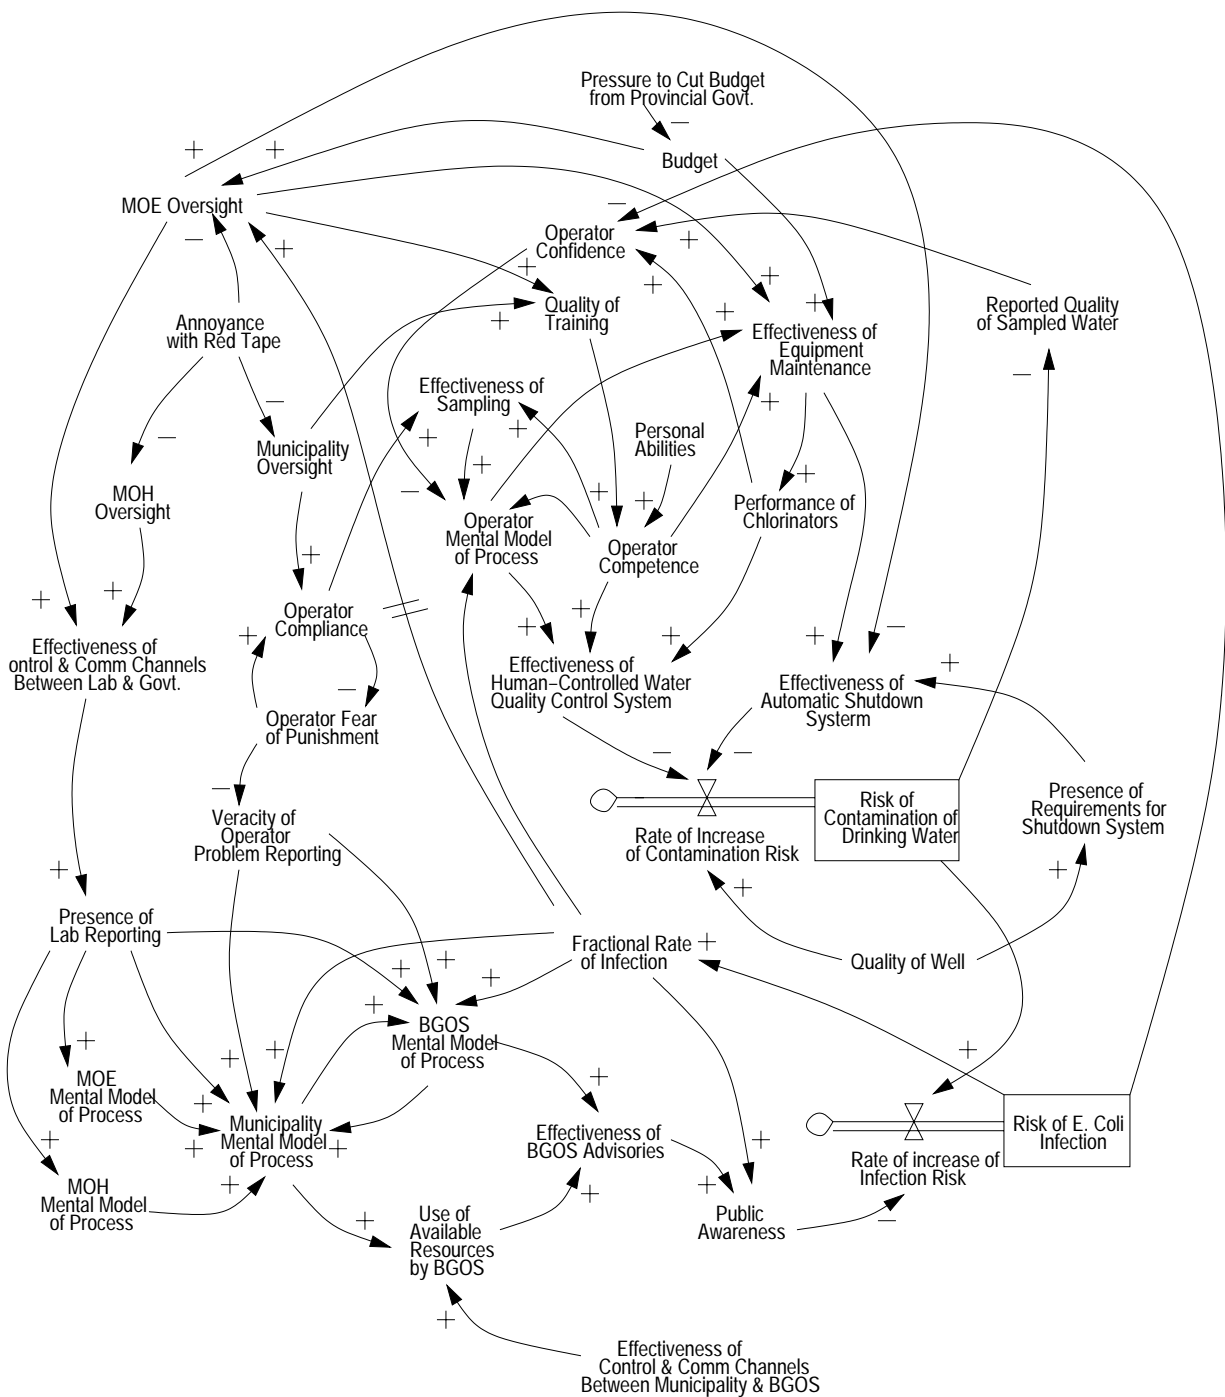 Pressure to Cut Budget
from Provincial Govt.
Budget
MOE Oversight
Operator
Confidence
Annoyance
with Red Tape
Quality of
Training
Effectiveness of
Equipment
Maintenance
Reported Quality
of Sampled Water
Effectiveness of
Sampling
Personal
Abilities
Municipality
Oversight
MOH
Oversight
Operator
Mental Model
of Process
Operator
Competence
Performance of
Chlorinators
Operator
Compliance
Effectiveness of
ontrol & Comm Channels
Between Lab & Govt.
Effectiveness of
Human−Controlled Water
Quality Control System
Effectiveness of
Automatic Shutdown
Systerm
Operator Fear
of Punishment
Veracity of
Operator
Problem Reporting
Rate of Increase
of Contamination Risk
Risk of
Contamination of
Drinking Water
Presence of
Requirements for
Shutdown System
Presence of
Lab Reporting
Fractional Rate
of Infection
Quality of Well
BGOS
Mental Model
of Process
MOE
Mental Model
of Process
Municipality
Mental Model
of Process
Effectiveness of
BGOS Advisories
Risk of E. Coli
Infection
Rate of increase of
Infection Risk
MOH
Mental Model
of Process
Use of
Available
Resources
by BGOS
Public
Awareness
Effectiveness of
Control & Comm Channels
Between Municipality & BGOS